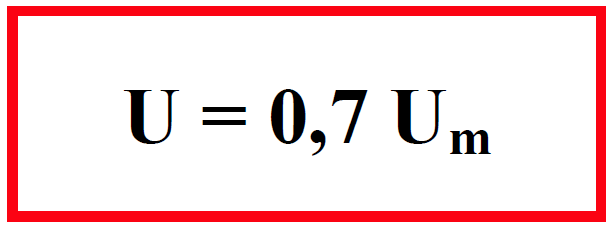 U = 0,7 Uₘ